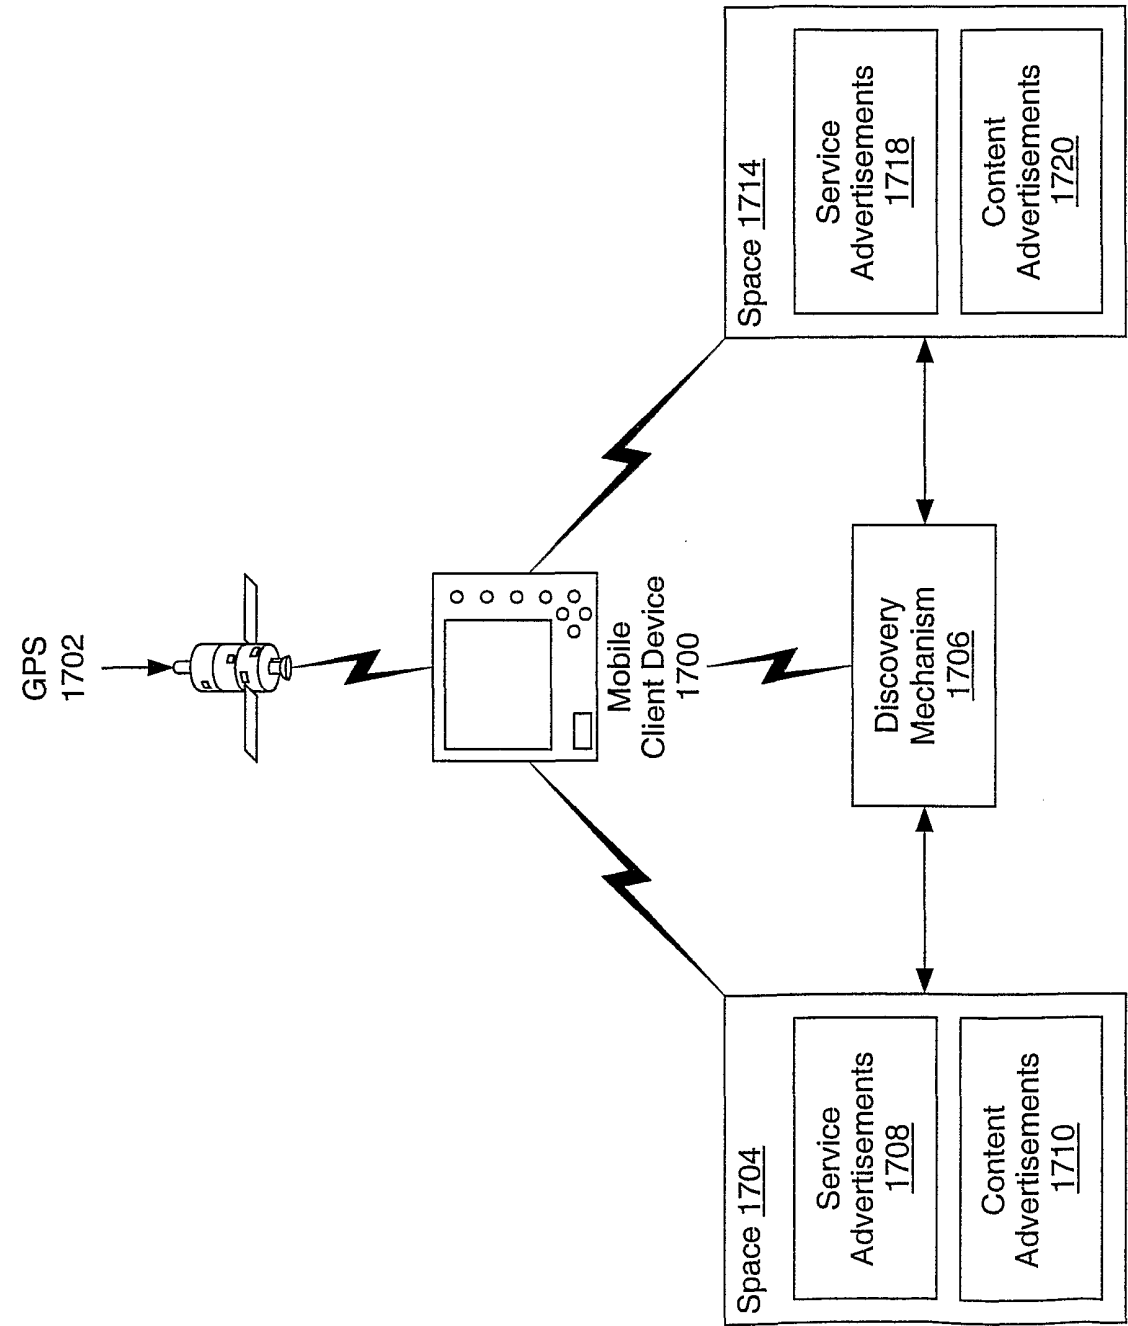 GPS
1702
Mobile
Client Device
1700
Discovery
Mechanism
1706
Space 1704
Service
Advertisements
1708
Content
Advertisements
1710
Space 1714
Service
Advertisements
1718
Content
Advertisements
1720